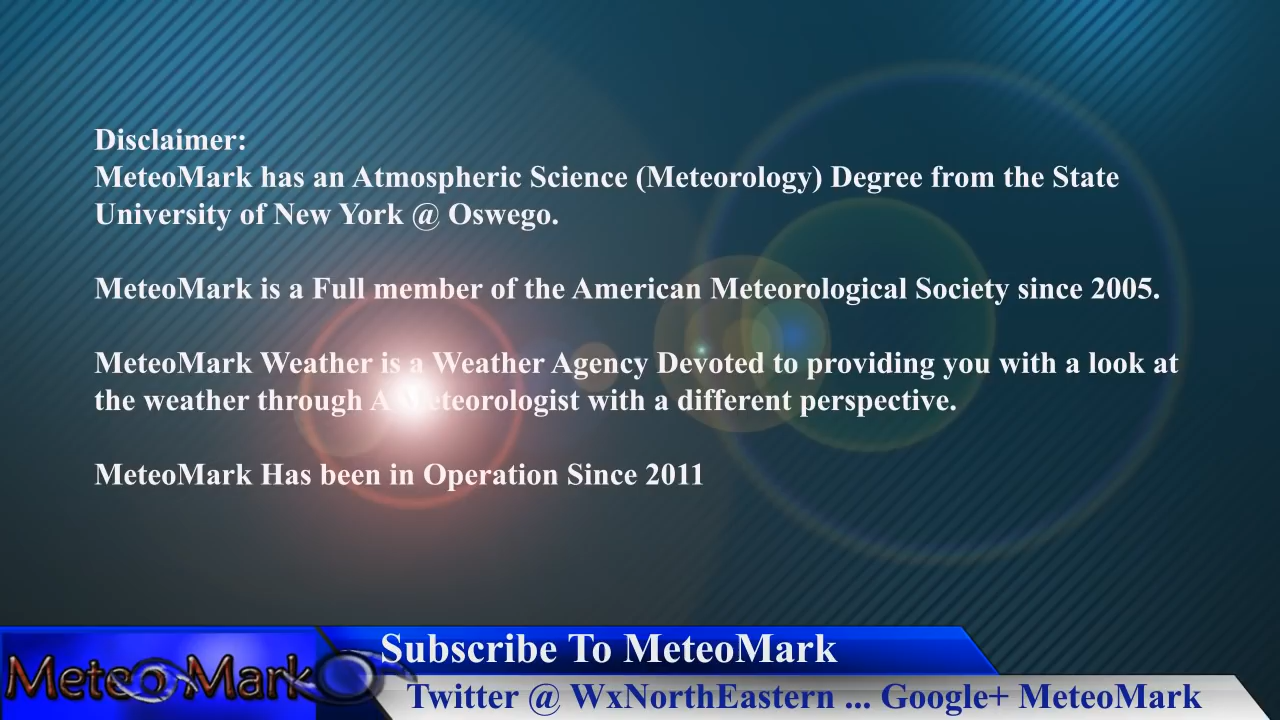 Disclaimer:
MeteoMark has an Atmospheric Science (Meteorology) Degree from the State
University of New York @ Oswego.
MeteoMark is a Full member of the American Meteorological Society since 2005.
MeteoMark Weather is a Weather Agency Devoted to providing you with a look at
the weather through A Meteorologist with a different perspective.
MeteoMark Has been in Operation Since 2011
Subscribe To MeteoMark
MeteoMark
Twitter @ WxNorthEastern ... Google+ MeteoMark